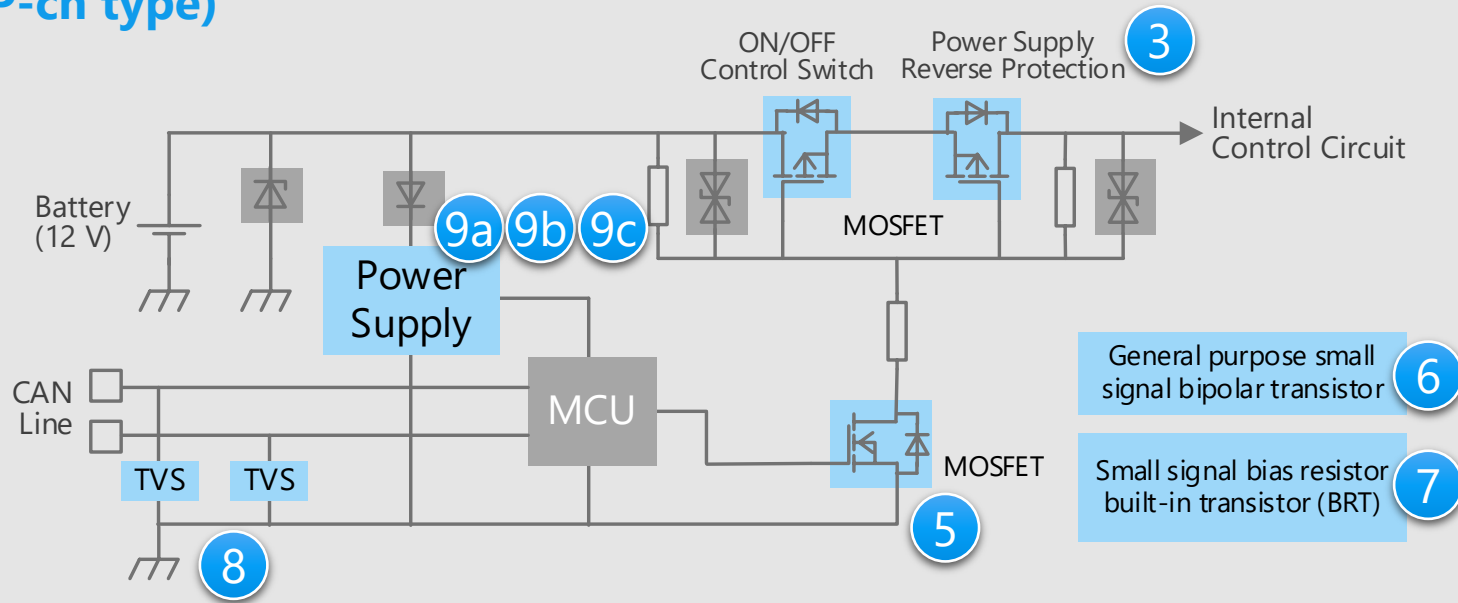 P-ch type)
ON/OFF
Control Switch
Power Supply
Reverse Protection
3
Internal
Control Circuit
Battery
(12 V)
9a
9b
9c
MOSFET
Power
Supply
General purpose small
signal bipolar transistor
6
CAN
Line
MCU
TVS
TVS
MOSFET
Small signal bias resistor
built-in transistor (BRT)
7
5
8